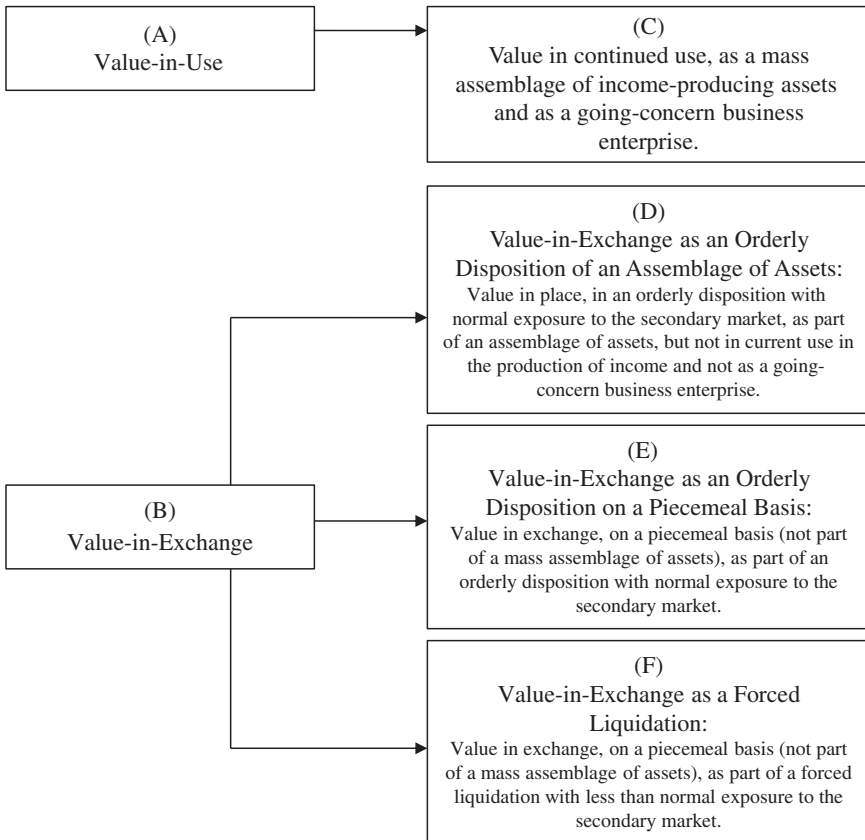 (A)
Value-in-Use
(C)
Value in continued use, as a mass
assemblage of income-producing assets
and as a going-concern business
enterprise.
(D)
Value-in-Exchange as an Orderly
Disposition of an Assemblage of Assets:
Value in place, in an orderly disposition with
normal exposure to the secondary market, as part
of an assemblage of assets, but not in current use in
the production of income and not as a going-
concern business enterprise.
(B)
Value-in-Exchange
(E)
Value-in-Exchange as an Orderly
Disposition on a Piecemeal Basis:
Value in exchange, on a piecemeal basis (not part
of a mass assemblage of assets), as part of an
orderly disposition with normal exposure to the
secondary market.
(F)
Value-in-Exchange as a Forced
Liquidation:
Value in exchange, on a piecemeal basis (not part
of a mass assemblage of assets), as part of a forced
liquidation with less than normal exposure to the
secondary market.